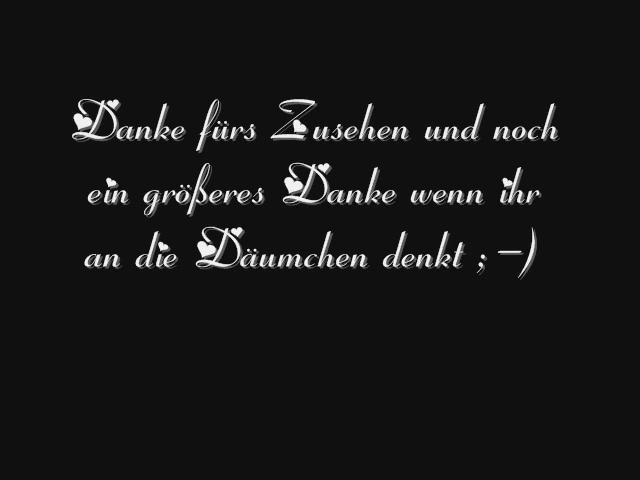 Danke fürs Zusehen und noch
ein größeres Danke wenn ihr
an die Däumchen denkt ;-)